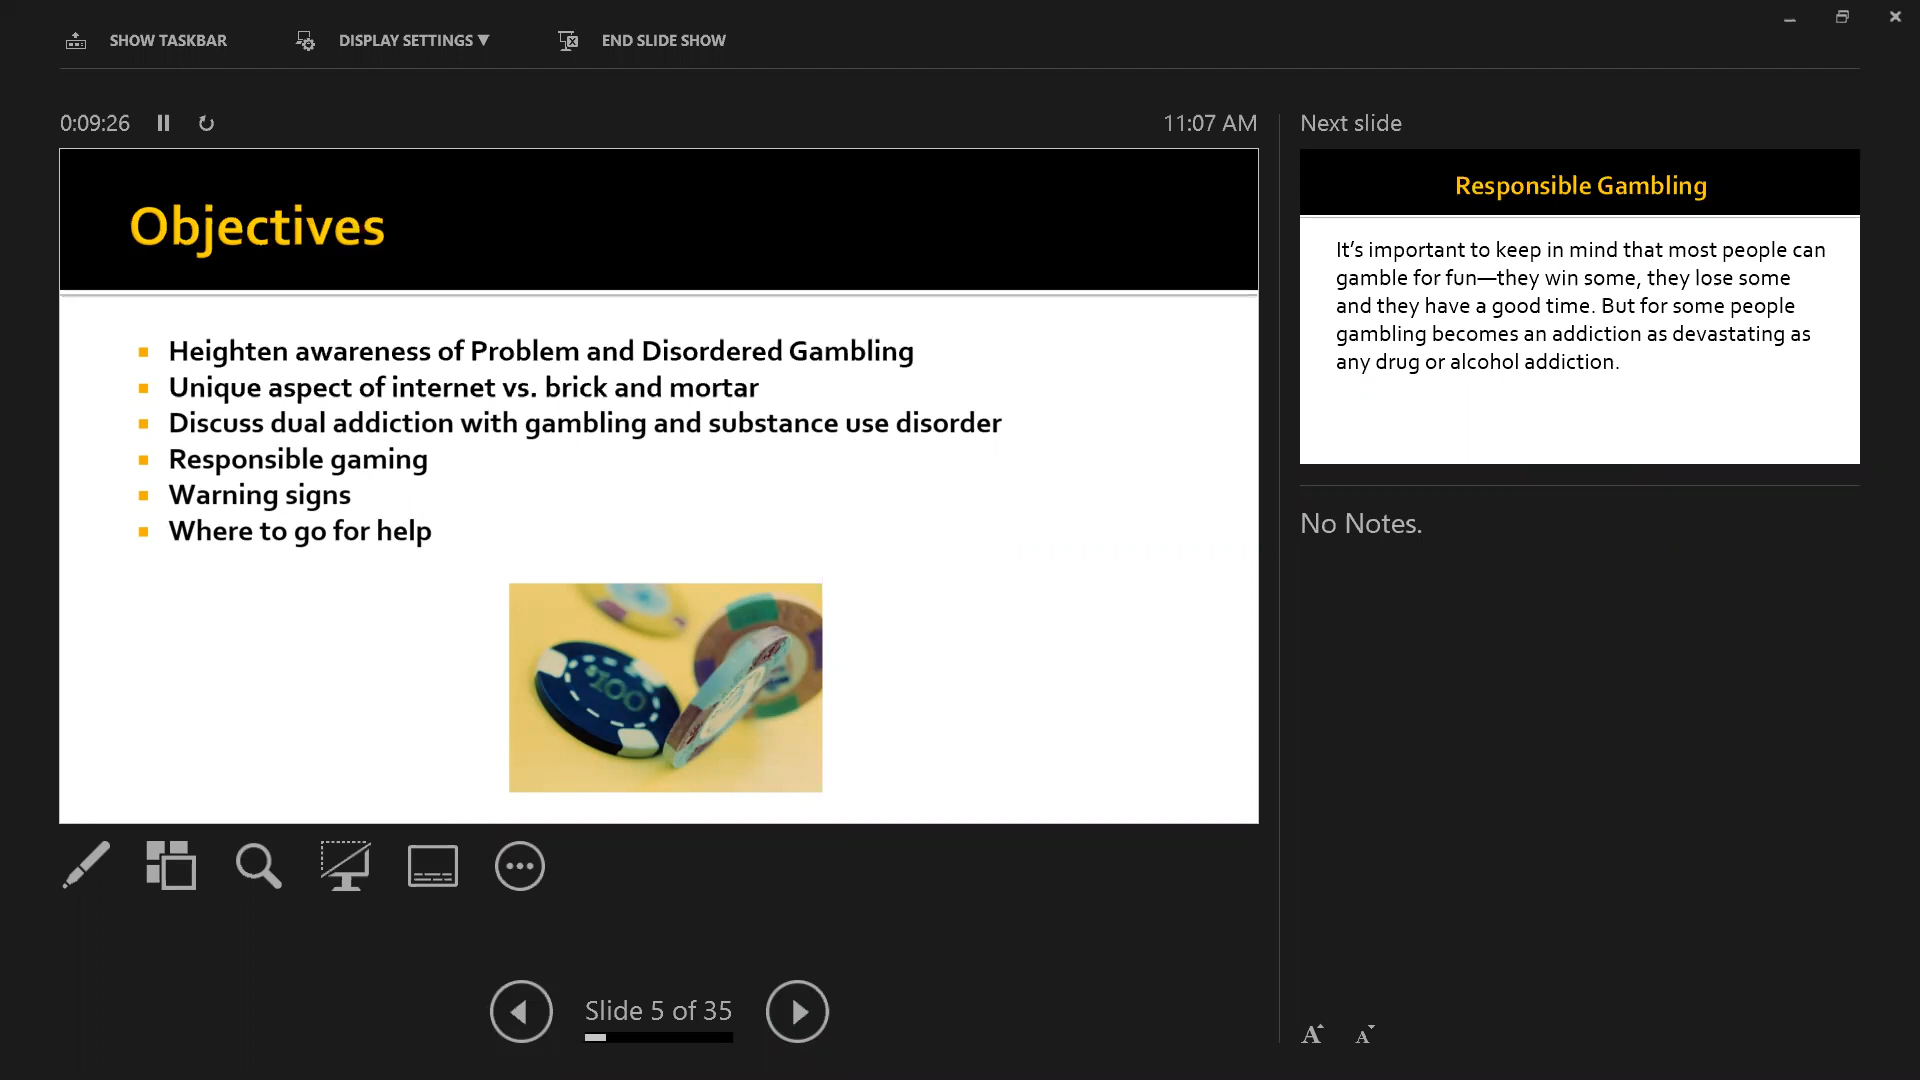 SHOW TASKBAR
DISPLAY SETTINGS ▼
END SLIDE SHOW
0:09:26
11:07 AM
Objectives
Heighten awareness of Problem and Disordered Gambling
Unique aspect of internet vs. brick and mortar
Discuss dual addiction with gambling and substance use disorder
Responsible gaming
Warning signs
Where to go for help
$100
Slide 5 of 35
Next slide
Responsible Gambling
It’s important to keep in mind that most people can
gamble for fun—they win some, they lose some
and they have a good time. But for some people
gambling becomes an addiction as devastating as
any drug or alcohol addiction.
No Notes.
A A